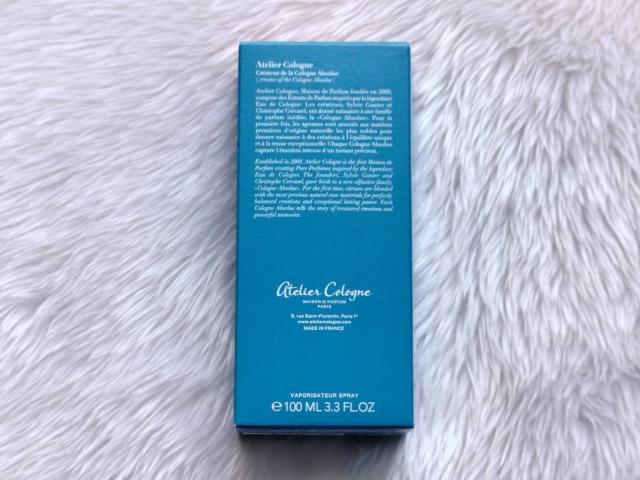 Atelier Cologne
Créateur de la Cologne Absolue
[ creator of the Cologne Absolue ]
Atelier Cologne, Maison de Parfum fondée en 2009,
compose des Extraits de Parfum inspirés par la légendaire
Eau de Cologne. Les créateurs, Sylvie Ganter et
Christophe Cervasel, ont donné naissance à une famille
de parfum inédite, la «Cologne Absolue». Pour la
première fois, les agrumes sont associés aux matières
premières d'origine naturelle les plus nobles pour
donner naissance à des créations à l'équilibre unique
et à la tenue exceptionnelle. Chaque Cologne Absolue
capture l'émotion intense d'un instant précieux.
Established in 2009, Atelier Cologne is the first Maison de
Parfum creating Pure Perfumes inspired by the legendary
Eau de Cologne. The founders, Sylvie Ganter and
Christophe Cervasel, gave birth to a new olfactive family,
«Cologne Absolue». For the first time, citruses are blended
with the most precious natural raw materials for perfectly
balanced creations and exceptional lasting power. Each
Cologne Absolue tells the story of treasured emotions and
powerful memories.
Atelier Cologne
MAISON DE PARFUM
PARIS
8, rue Saint-Florentin, Paris Iᵉʳ
www.ateliercologne.com
MADE IN FRANCE
VAPORISATEUR SPRAY
℮ 100 ML 3.3 FL.OZ